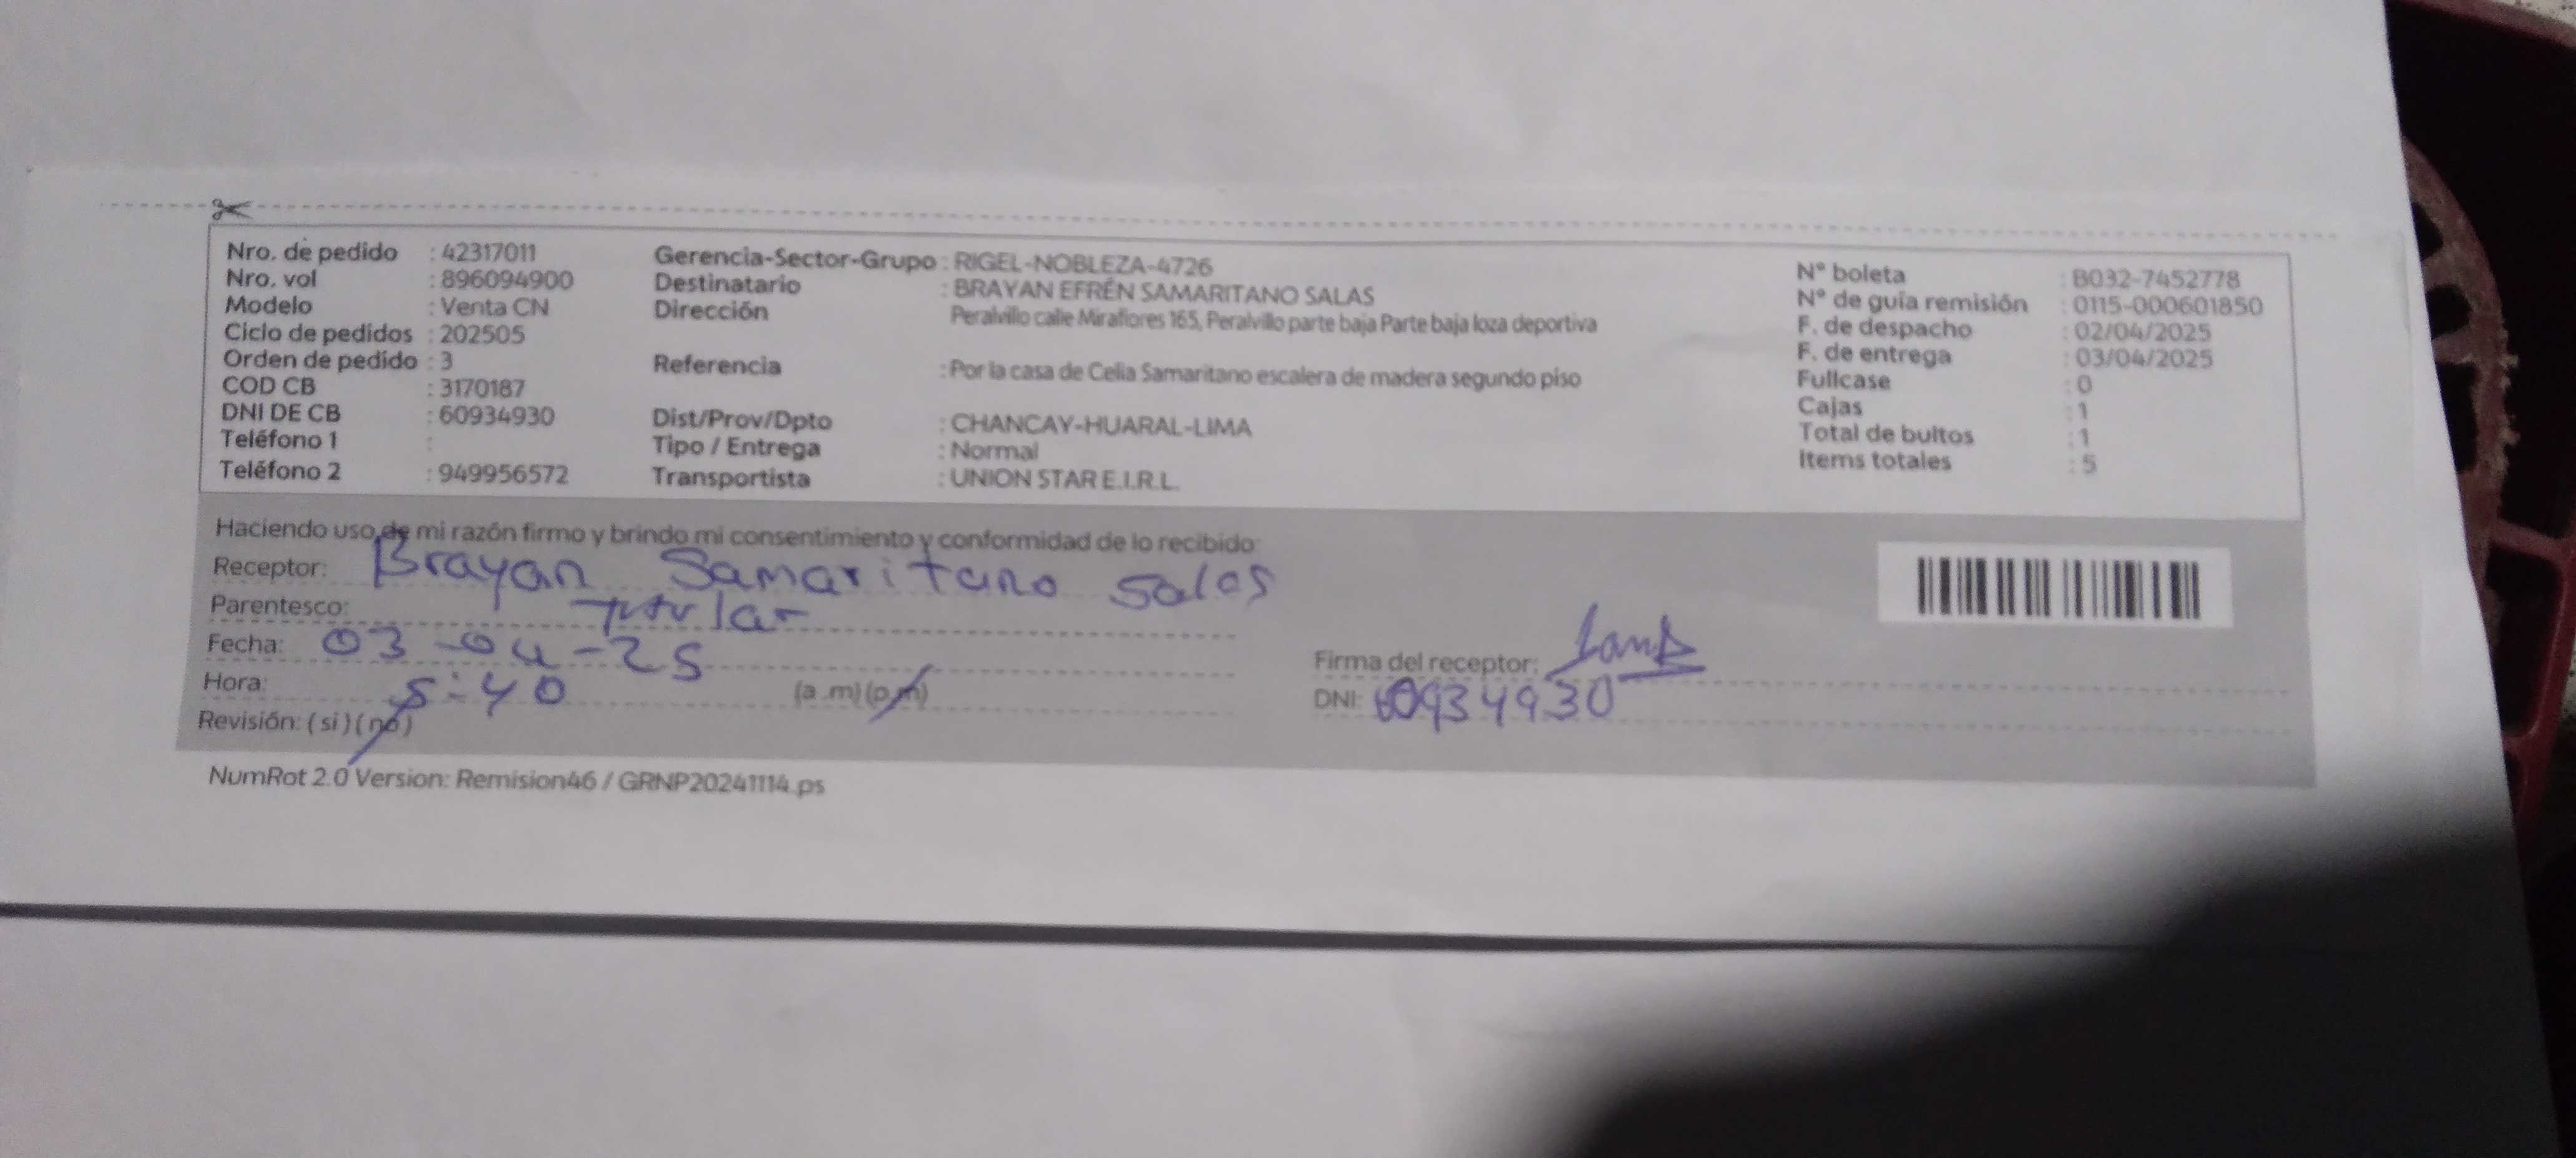 Nro. de pedido : 42317011
Nro. vol : 896094900
Modelo : Venta CN
Ciclo de pedidos : 202505
Orden de pedido : 3
COD CB : 3170187
DNI DE CB : 60934930
Teléfono 1 :
Teléfono 2 : 949956572
Gerencia-Sector-Grupo : RIGEL-NOBLEZA-4726
Destinatario : BRAYAN EFRÉN SAMARITANO SALAS
Dirección Peralvillo calle Miraflores 165, Peralvillo parte baja Parte baja loza deportiva
Referencia : Por la casa de Celia Samaritano escalera de madera segundo piso
Dist/Prov/Dpto : CHANCAY-HUARAL-LIMA
Tipo / Entrega : Normal
Transportista : UNION STAR E.I.R.L.
N° boleta : B032-7452778
N° de guía remisión : 0115-000601850
F. de despacho : 02/04/2025
F. de entrega : 03/04/2025
Fullcase : 0
Cajas : 1
Total de bultos : 1
Items totales : 5
Haciendo uso de mi razón firmo y brindo mi consentimiento y conformidad de lo recibido:
Receptor: Brayan Samaritano Salas
Parentesco: Titular
Fecha: 03-04-25
Hora: 5:40 (a .m) (p.m)
Revisión: (si) (no)
Firma del receptor:
DNI: 60934930
NumRot 2.0 Version: Remision46 / GRNP20241114.ps